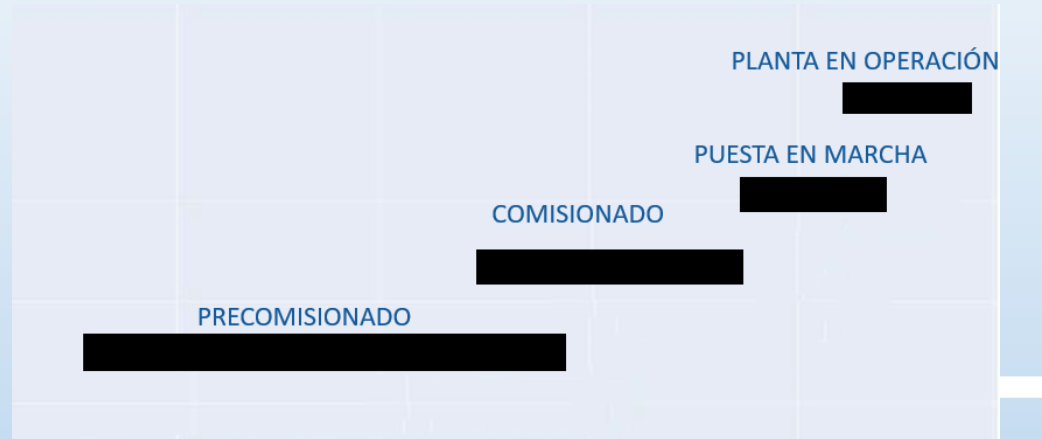 PLANTA EN OPERACIÓN
PUESTA EN MARCHA
COMISIONADO
PRECOMISIONADO